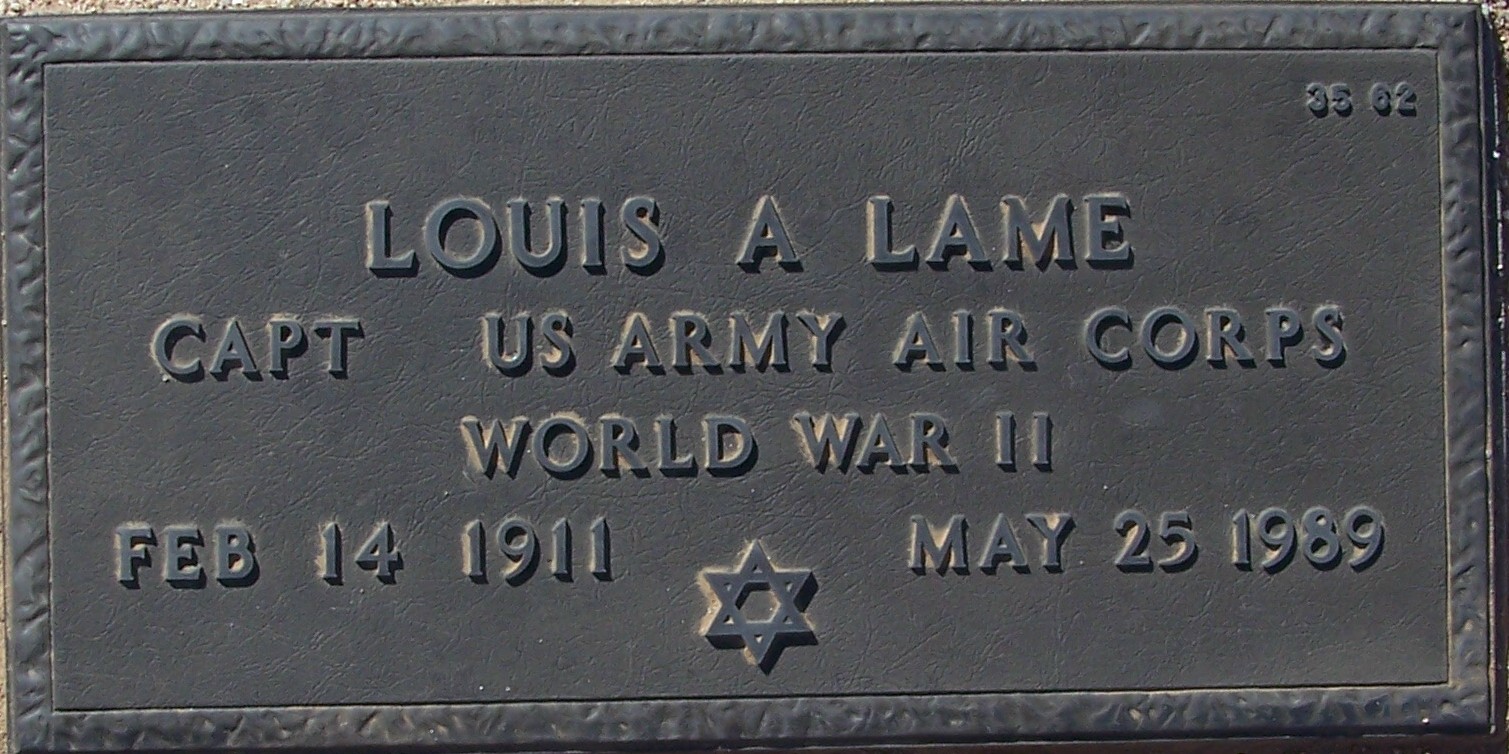 35 62
LOUIS A LAME
CAPT US ARMY AIR CORPS
WORLD WAR II
FEB 14 1911 MAY 25 1989